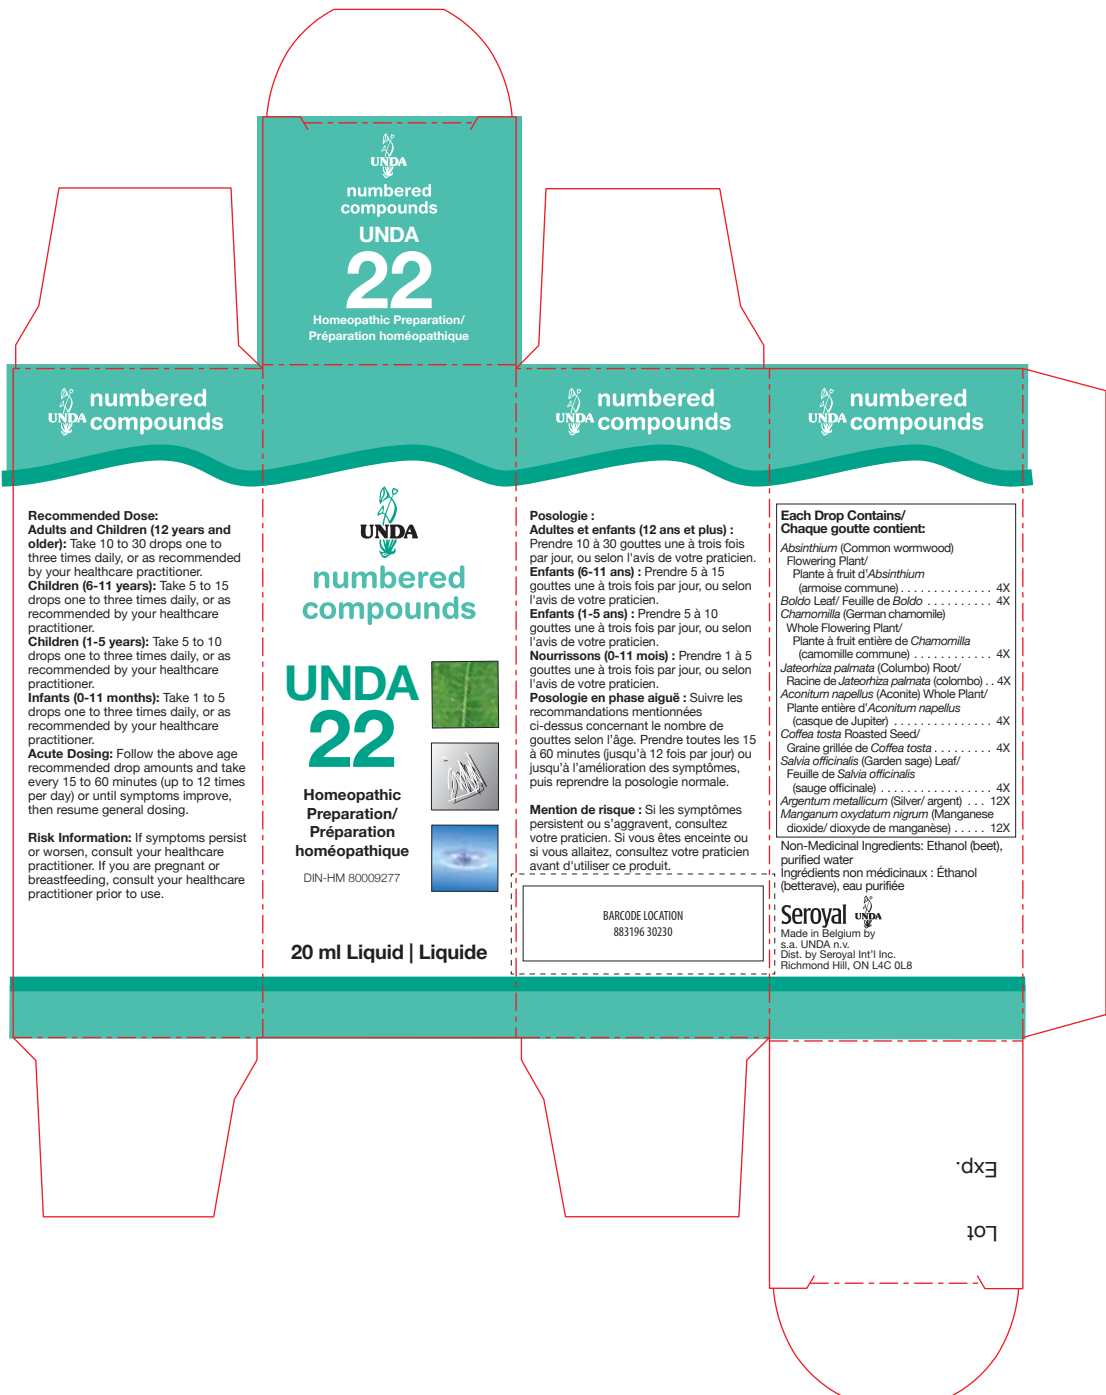 UNDA
numbered
compounds
UNDA
22
Homeopathic Preparation/
Préparation homéopathique
UNDA
numbered
compounds
Recommended Dose:
Adults and Children (12 years and
older): Take 10 to 30 drops one to
three times daily, or as recommended
by your healthcare practitioner.
Children (6-11 years): Take 5 to 15
drops one to three times daily, or as
recommended by your healthcare
practitioner.
Children (1-5 years): Take 5 to 10
drops one to three times daily, or as
recommended by your healthcare
practitioner.
Infants (0-11 months): Take 1 to 5
drops one to three times daily, or as
recommended by your healthcare
practitioner.
Acute Dosing: Follow the above age
recommended drop amounts and take
every 15 to 60 minutes (up to 12 times
per day) or until symptoms improve,
then resume general dosing.
Risk Information: If symptoms persist
or worsen, consult your healthcare
practitioner. If you are pregnant or
breastfeeding, consult your healthcare
practitioner prior to use.
UNDA
numbered
compounds
UNDA
22
Homeopathic
Preparation/
Préparation
homéopathique
DIN-HM 80009277
20 ml Liquid | Liquide
UNDA
numbered
compounds
Posologie :
Adultes et enfants (12 ans et plus) :
Prendre 10 à 30 gouttes une à trois fois
par jour, ou selon l'avis de votre praticien.
Enfants (6-11 ans) : Prendre 5 à 15
gouttes une à trois fois par jour, ou selon
l'avis de votre praticien.
Enfants (1-5 ans) : Prendre 5 à 10
gouttes une à trois fois par jour, ou selon
l'avis de votre praticien.
Nourrissons (0-11 mois) : Prendre 1 à 5
gouttes une à trois fois par jour, ou selon
l'avis de votre praticien.
Posologie en phase aiguë : Suivre les
recommandations mentionnées
ci-dessus concernant le nombre de
gouttes selon l'âge. Prendre toutes les 15
à 60 minutes (jusqu'à 12 fois par jour) ou
jusqu'à l'amélioration des symptômes,
puis reprendre la posologie normale.
Mention de risque : Si les symptômes
persistent ou s'aggravent, consultez
votre praticien. Si vous êtes enceinte ou
si vous allaitez, consultez votre praticien
avant d'utiliser ce produit.
BARCODE LOCATION
883196 30230
UNDA
numbered
compounds
Each Drop Contains/
Chaque goutte contient:
Absinthium (Common wormwood)
Flowering Plant/
Plante à fruit d'Absinthium
(armoise commune) . . . . . . . . . . . . . . 4X
Boldo Leaf/ Feuille de Boldo . . . . . . . . . . 4X
Chamomilla (German chamomile)
Whole Flowering Plant/
Plante à fruit entière de Chamomilla
(camomille commune) . . . . . . . . . . . . 4X
Jateorhiza palmata (Columbo) Root/
Racine de Jateorhiza palmata (colombo) . . 4X
Aconitum napellus (Aconite) Whole Plant/
Plante entière d'Aconitum napellus
(casque de Jupiter) . . . . . . . . . . . . . . . 4X
Coffea tosta Roasted Seed/
Graine grillée de Coffea tosta . . . . . . . . . 4X
Salvia officinalis (Garden sage) Leaf/
Feuille de Salvia officinalis
(sauge officinale) . . . . . . . . . . . . . . . . . 4X
Argentum metallicum (Silver/ argent) . . . 12X
Manganum oxydatum nigrum (Manganese
dioxide/ dioxyde de manganèse) . . . . . 12X
Non-Medicinal Ingredients: Ethanol (beet),
purified water
Ingrédients non médicinaux : Éthanol
(betterave), eau purifiée
Seroyal UNDA
Made in Belgium by
s.a. UNDA n.v.
Dist. by Seroyal Int'l Inc.
Richmond Hill, ON L4C 0L8
Exp.
Lot